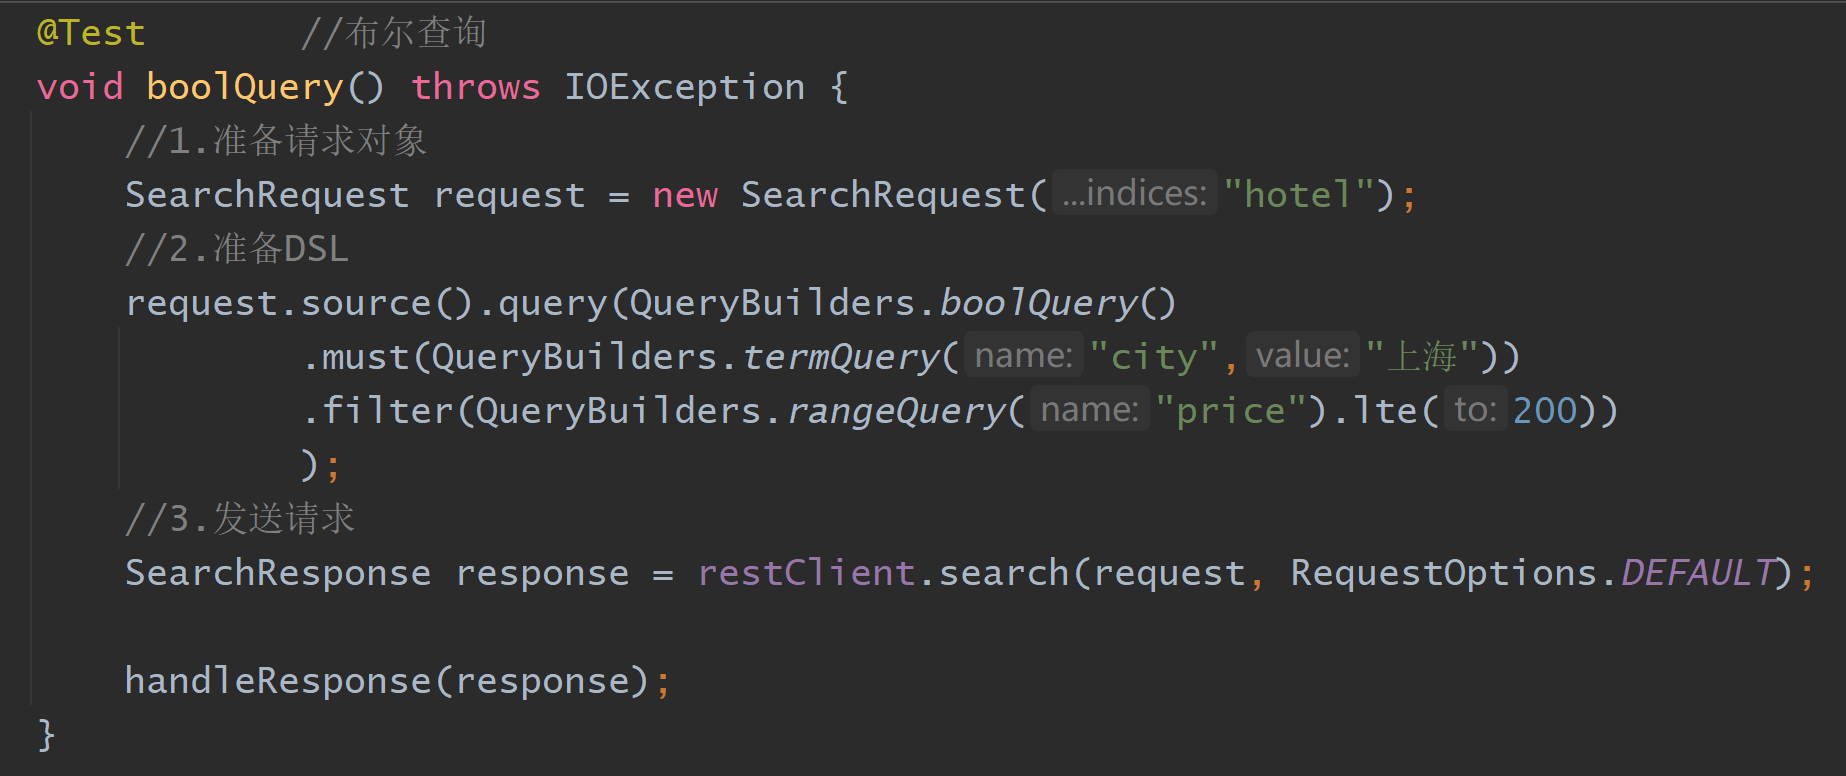 @Test //布尔查询
void boolQuery() throws IOException {
//1.准备请求对象
SearchRequest request = new SearchRequest( ...indices: "hotel");
//2.准备DSL
request.source().query(QueryBuilders.boolQuery()
.must(QueryBuilders.termQuery( name: "city", value: "上海"))
.filter(QueryBuilders.rangeQuery( name: "price").lte( to: 200))
);
//3.发送请求
SearchResponse response = restClient.search(request, RequestOptions.DEFAULT);
handleResponse(response);
}